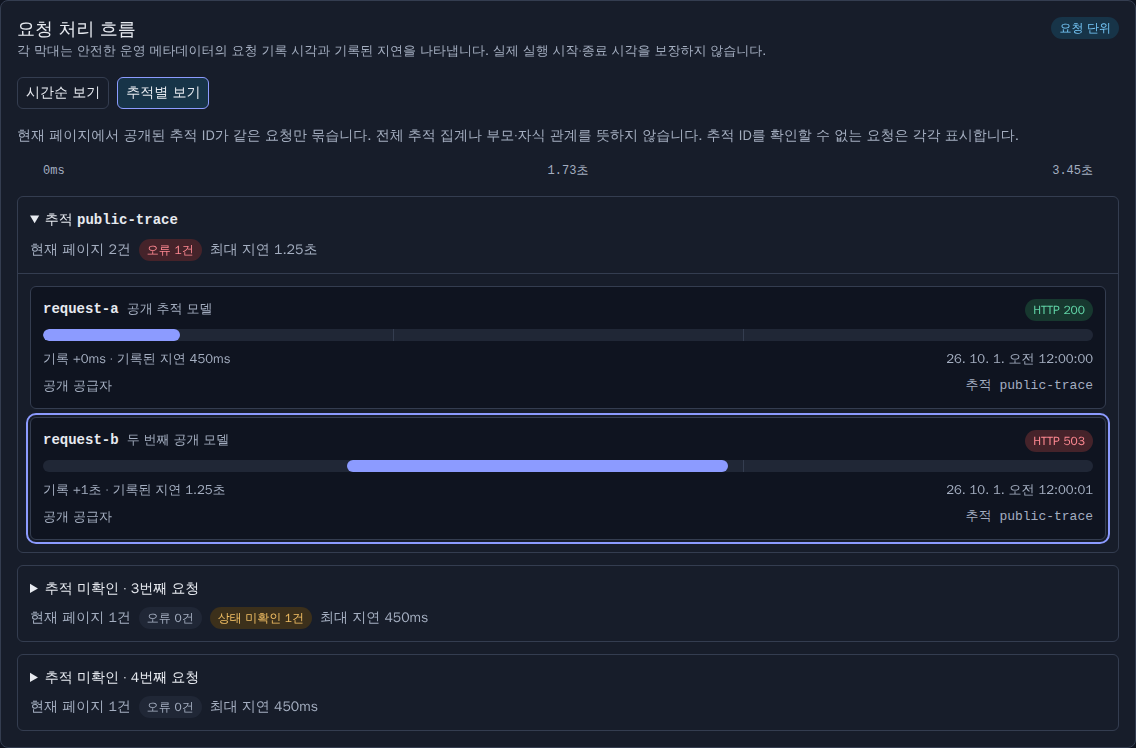 요청 처리 흐름
요청 단위
각 막대는 안전한 운영 메타데이터의 요청 기록 시각과 기록된 지연을 나타냅니다. 실제 실행 시작·종료 시각을 보장하지 않습니다.
시간순 보기
추적별 보기
현재 페이지에서 공개된 추적 ID가 같은 요청만 묶습니다. 전체 추적 집계나 부모·자식 관계를 뜻하지 않습니다. 추적 ID를 확인할 수 없는 요청은 각각 표시합니다.
0ms 1.73초 3.45초
▼ 추적 public-trace
현재 페이지 2건 오류 1건 최대 지연 1.25초
request-a 공개 추적 모델 HTTP 200
기록 +0ms · 기록된 지연 450ms 26. 10. 1. 오전 12:00:00
공개 공급자 추적 public-trace
request-b 두 번째 공개 모델 HTTP 503
기록 +1초 · 기록된 지연 1.25초 26. 10. 1. 오전 12:00:01
공개 공급자 추적 public-trace
▶ 추적 미확인 · 3번째 요청
현재 페이지 1건 오류 0건 상태 미확인 1건 최대 지연 450ms
▶ 추적 미확인 · 4번째 요청
현재 페이지 1건 오류 0건 최대 지연 450ms